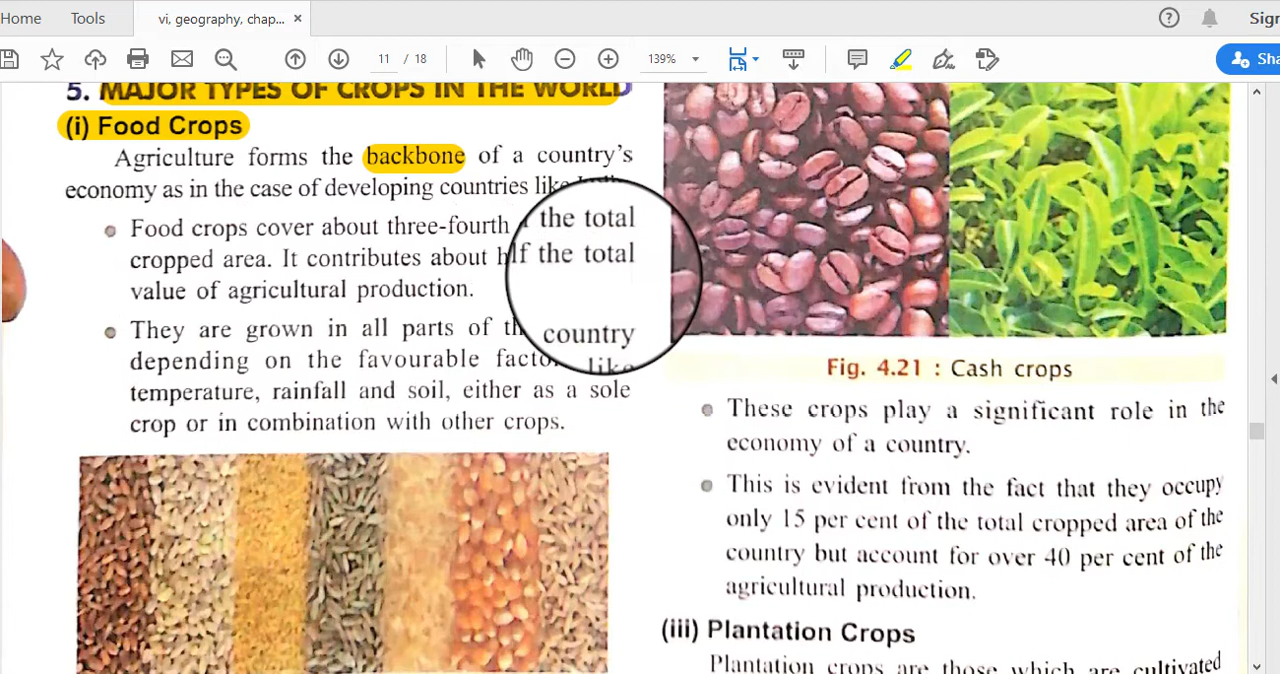 Home Tools vi, geography, chap... × Sign
11 / 18 139% Sha
5. MAJOR TYPES OF CROPS IN THE WORLD
(i) Food Crops
Agriculture forms the backbone of a country's
economy as in the case of developing countries like
Food crops cover about three-fourth the total
cropped area. It contributes about half the total
value of agricultural production.
They are grown in all parts of the country
depending on the favourable factors like
temperature, rainfall and soil, either as a sole
crop or in combination with other crops.
Fig. 4.21 : Cash crops
These crops play a significant role in the
economy of a country.
This is evident from the fact that they occupy
only 15 per cent of the total cropped area of the
country but account for over 40 per cent of the
agricultural production.
(iii) Plantation Crops
Plantation crops are those which are cultivated